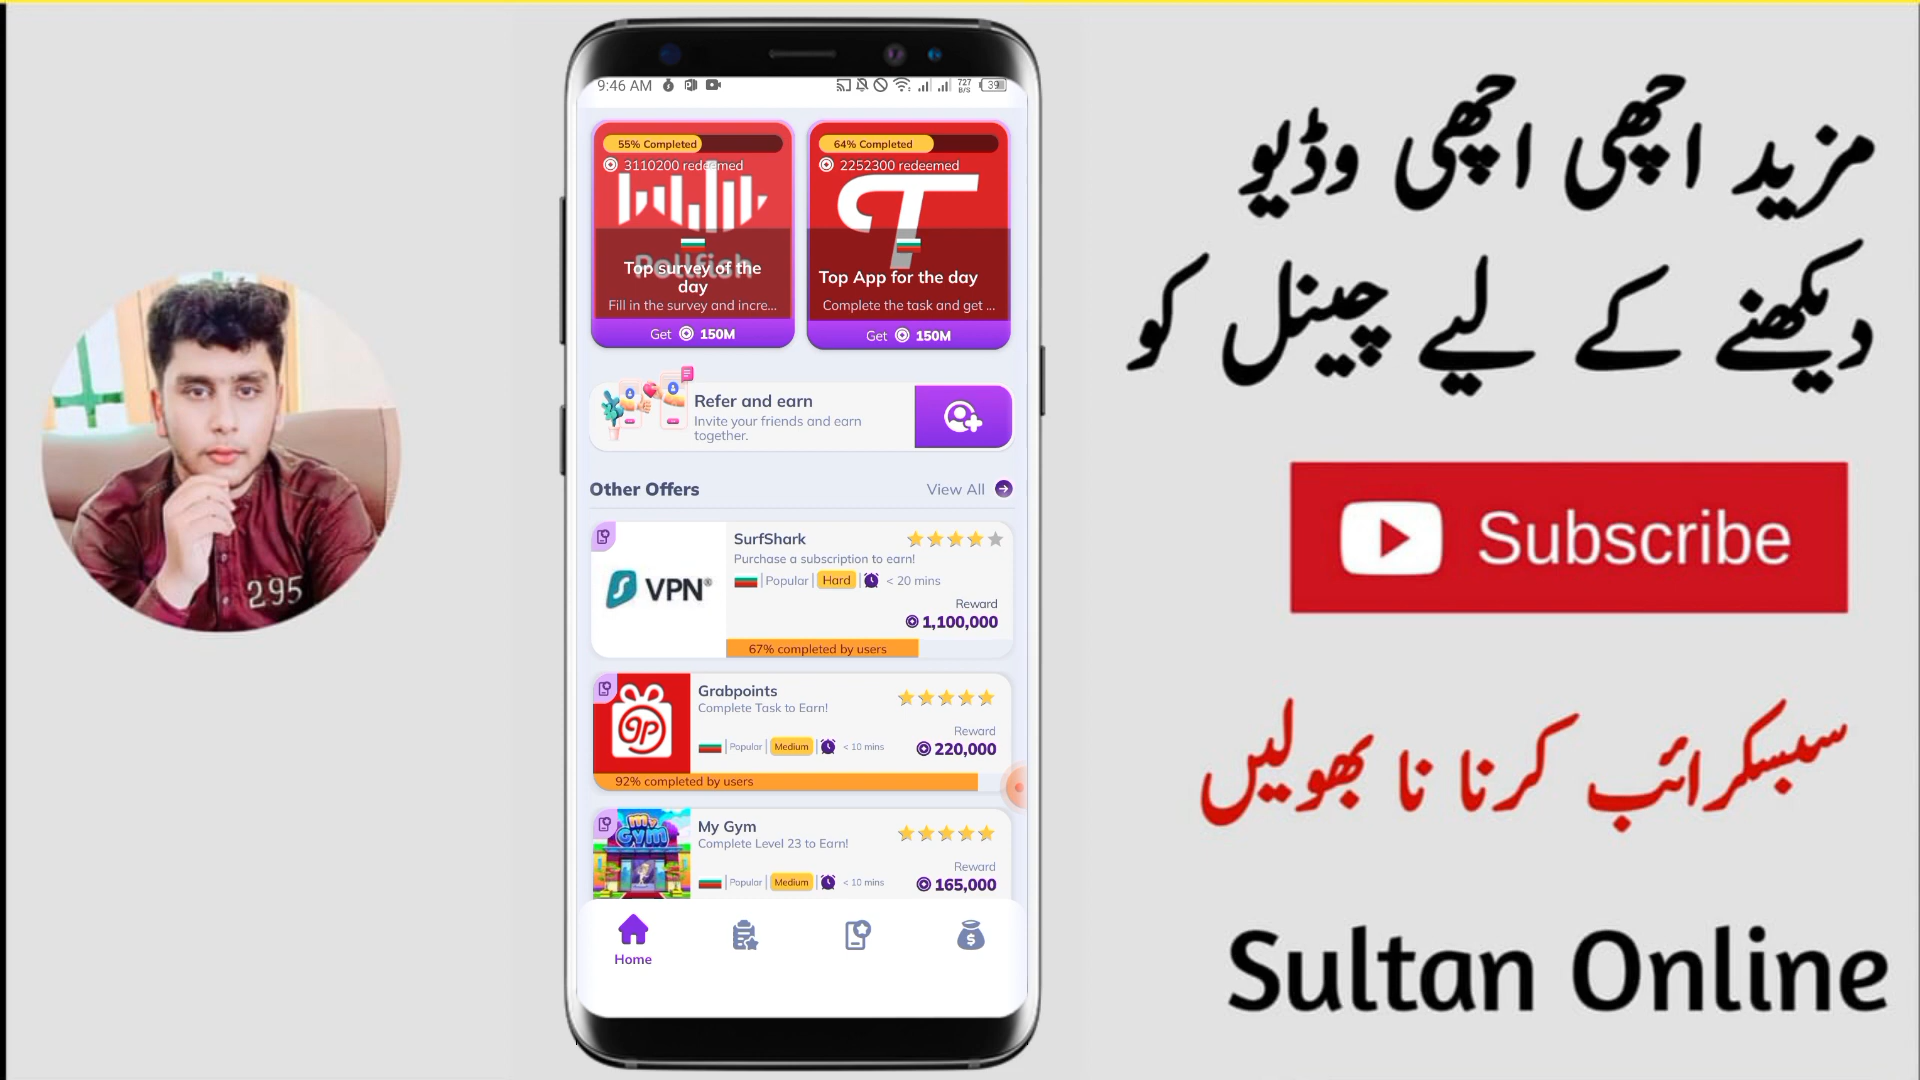 9:46 AM
727
B/S
39
55% Completed
3110200 redeemed
Pollfish
Top survey of the
day
Fill in the survey and incre...
Get 150M
64% Completed
2252300 redeemed
Top App for the day
Complete the task and get ...
Get 150M
Refer and earn
Invite your friends and earn
together.
Other Offers
View All
SurfShark
Purchase a subscription to earn!
VPN®
Popular Hard < 20 mins
Reward
1,100,000
67% completed by users
Grabpoints
Complete Task to Earn!
gp
Popular Medium < 10 mins
Reward
220,000
92% completed by users
My Gym
My Gym
Complete Level 23 to Earn!
Popular Medium < 10 mins
Reward
165,000
Home
295
مزید اچھی اچھی وڈیو
دیکھنے کے لیے چینل کو
Subscribe
سبسکرائب کرنا نا بھولیں
Sultan Online